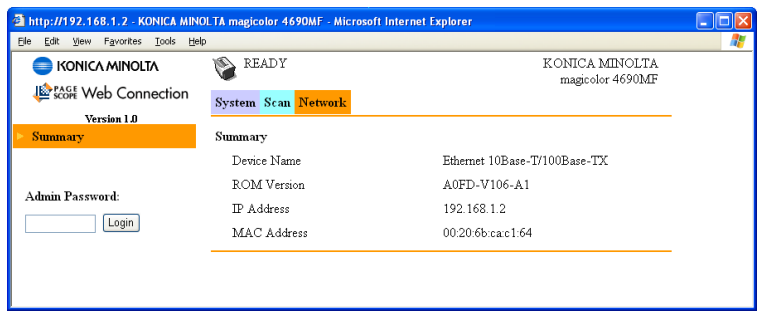 http://192.168.1.2 - KONICA MINOLTA magicolor 4690MF - Microsoft Internet Explorer
File Edit View Favorites Tools Help
KONICA MINOLTA
READY
KONICA MINOLTA
magicolor 4690MF
PAGE SCOPE Web Connection
Version 1.0
System Scan Network
Summary
Summary
Device Name Ethernet 10Base-T/100Base-TX
ROM Version A0FD-V106-A1
IP Address 192.168.1.2
MAC Address 00:20:6b:ca:c1:64
Admin Password:
Login